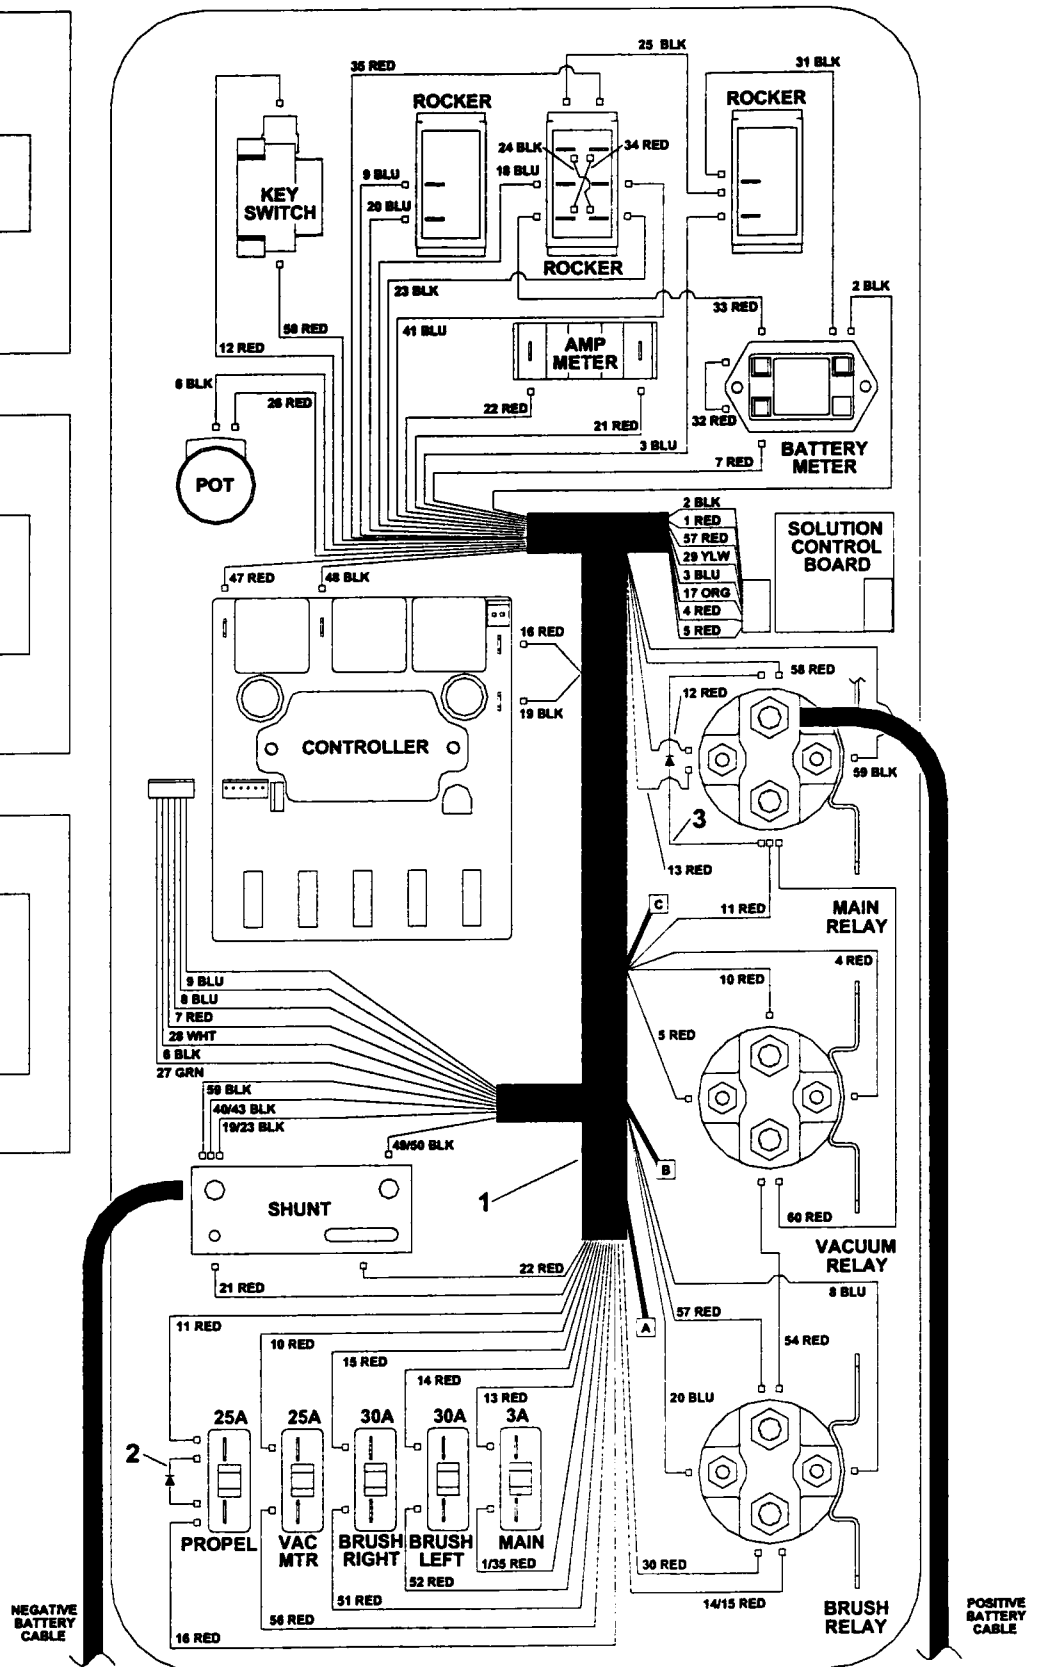 25 BLK
35 RED
31 BLK
ROCKER
ROCKER
24 BLK
34 RED
9 BLU
18 BLU
KEY
SWITCH
20 BLU
ROCKER
23 BLK
2 BLK
33 RED
58 RED
41 BLU
12 RED
AMP
METER
6 BLK
26 RED
22 RED
32 RED
21 RED
3 BLU
BATTERY
METER
7 RED
POT
2 BLK
1 RED
57 RED
29 YLW
3 BLU
17 ORG
4 RED
5 RED
SOLUTION
CONTROL
BOARD
47 RED
48 BLK
16 RED
19 BLK
58 RED
12 RED
CONTROLLER
59 BLK
3
13 RED
C
11 RED
MAIN
RELAY
4 RED
10 RED
9 BLU
8 BLU
7 RED
28 WHT
6 BLK
27 GRN
5 RED
59 BLK
40/43 BLK
19/23 BLK
49/50 BLK
B
1
SHUNT
60 RED
VACUUM
RELAY
22 RED
21 RED
8 BLU
57 RED
A
54 RED
11 RED
10 RED
15 RED
14 RED
13 RED
20 BLU
25A
25A
30A
30A
3A
2
PROPEL
VAC
MTR
BRUSH
RIGHT
BRUSH
LEFT
MAIN
1/35 RED
30 RED
52 RED
51 RED
14/15 RED
56 RED
16 RED
BRUSH
RELAY
NEGATIVE
BATTERY
CABLE
POSITIVE
BATTERY
CABLE